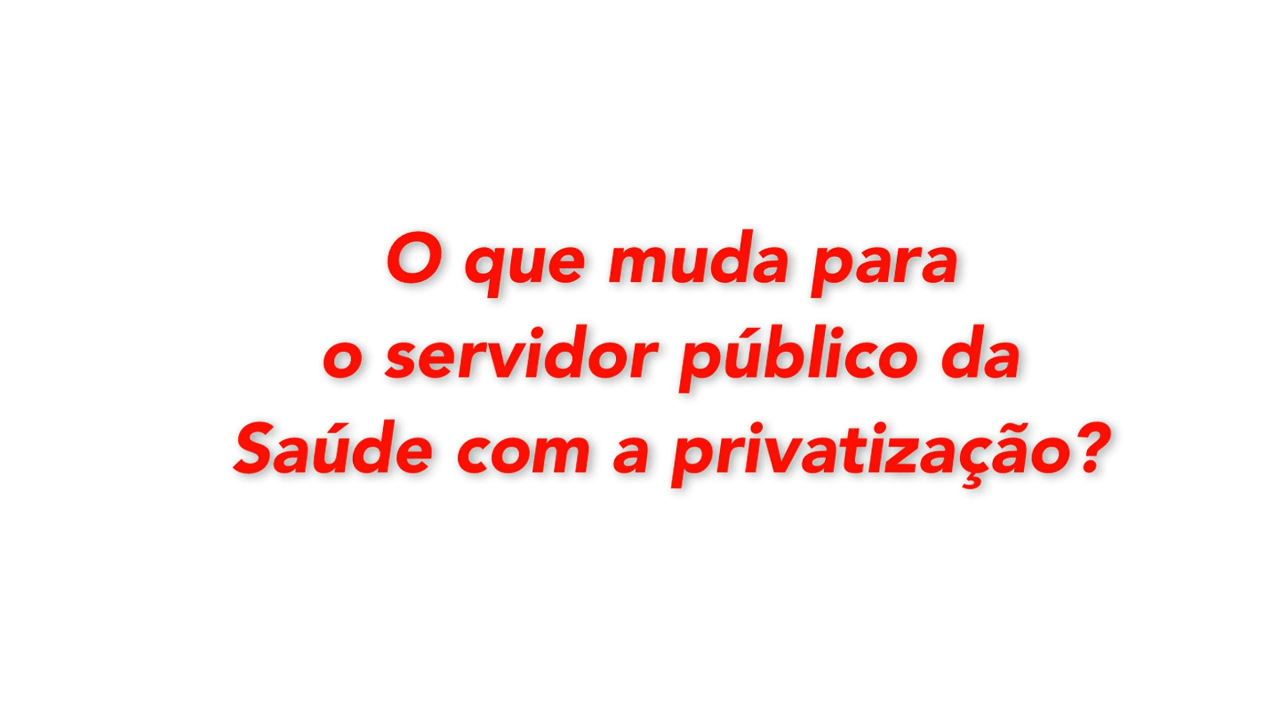 O que muda para
o servidor público da
Saúde com a privatização?